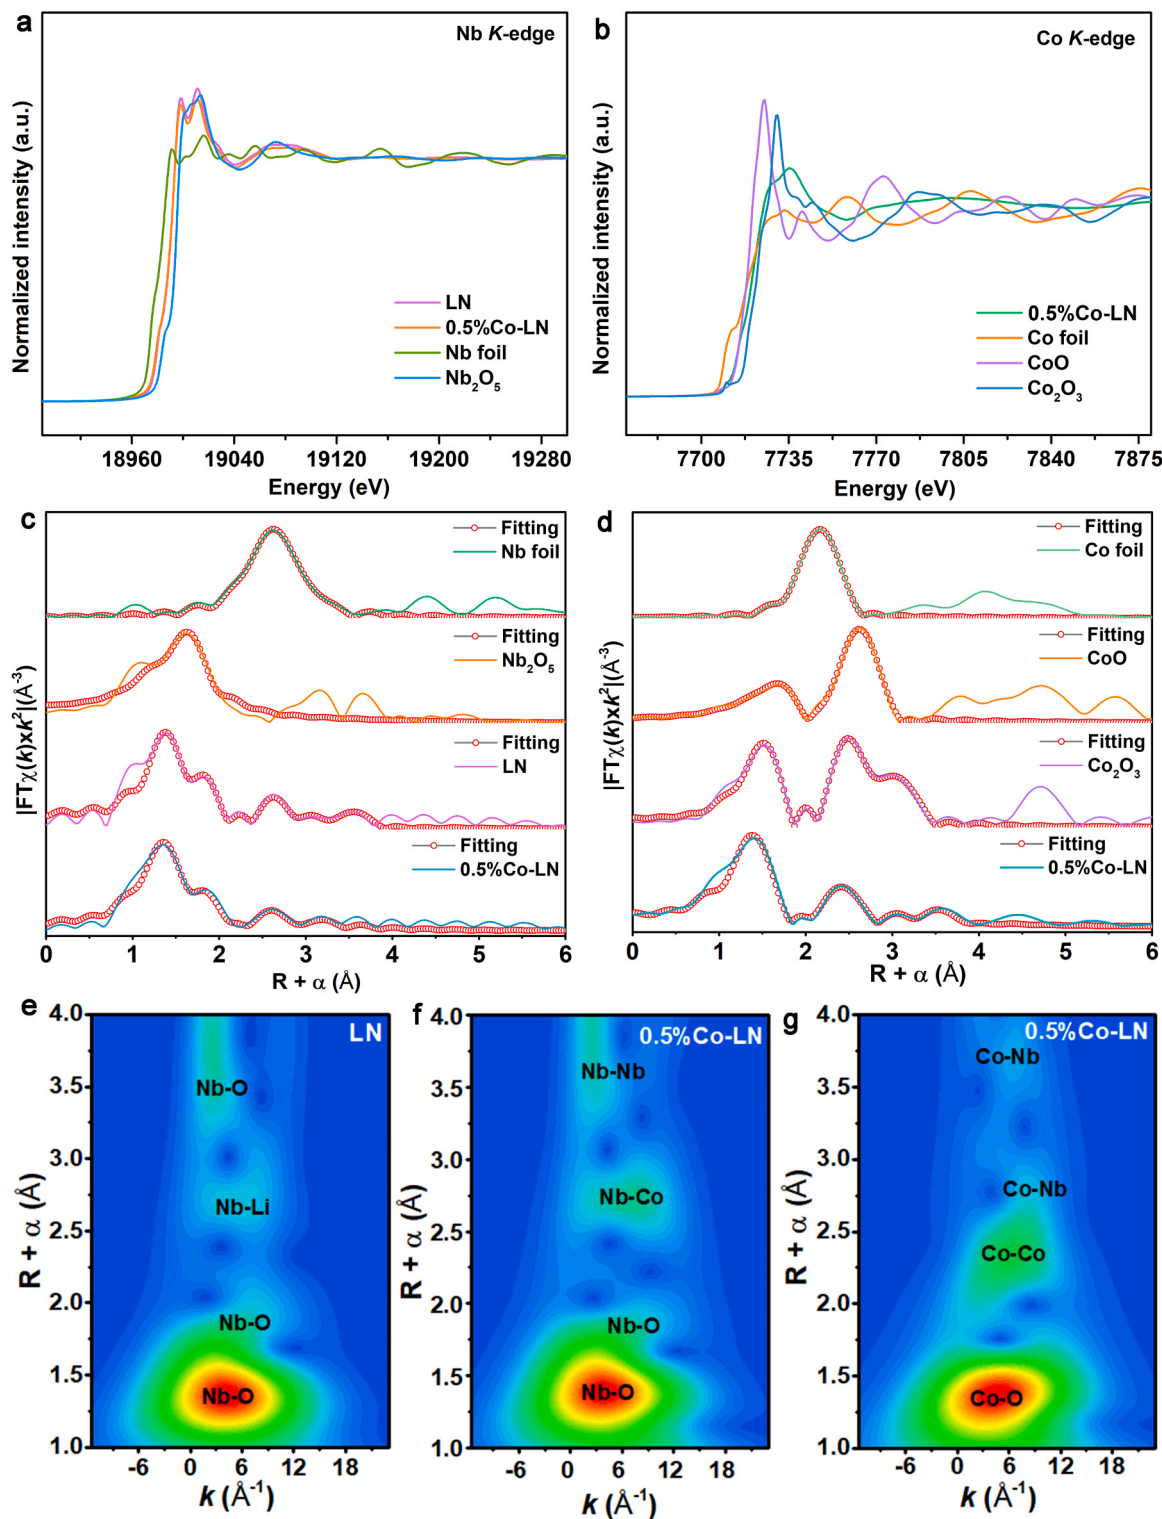 a
Nb K-edge
Normalized intensity (a.u.)
LN
0.5%Co-LN
Nb foil
Nb₂O₅
18960 19040 19120 19200 19280
Energy (eV)
b
Co K-edge
Normalized intensity (a.u.)
0.5%Co-LN
Co foil
CoO
Co₂O₃
7700 7735 7770 7805 7840 7875
Energy (eV)
c
|FTχ(k)xk²|(Å⁻³)
Fitting
Nb foil
Fitting
Nb₂O₅
Fitting
LN
Fitting
0.5%Co-LN
0 1 2 3 4 5 6
R + α (Å)
d
|FTχ(k)xk²|(Å⁻³)
Fitting
Co foil
Fitting
CoO
Fitting
Co₂O₃
Fitting
0.5%Co-LN
0 1 2 3 4 5 6
R + α (Å)
e
LN
R + α (Å)
4.0
3.5
3.0
2.5
2.0
1.5
1.0
Nb-O
Nb-Li
Nb-O
Nb-O
-6 0 6 12 18
k (Å⁻¹)
f
0.5%Co-LN
R + α (Å)
4.0
3.5
3.0
2.5
2.0
1.5
1.0
Nb-Nb
Nb-Co
Nb-O
Nb-O
-6 0 6 12 18
k (Å⁻¹)
g
0.5%Co-LN
R + α (Å)
4.0
3.5
3.0
2.5
2.0
1.5
1.0
Co-Nb
Co-Nb
Co-Co
Co-O
-6 0 6 12 18
k (Å⁻¹)